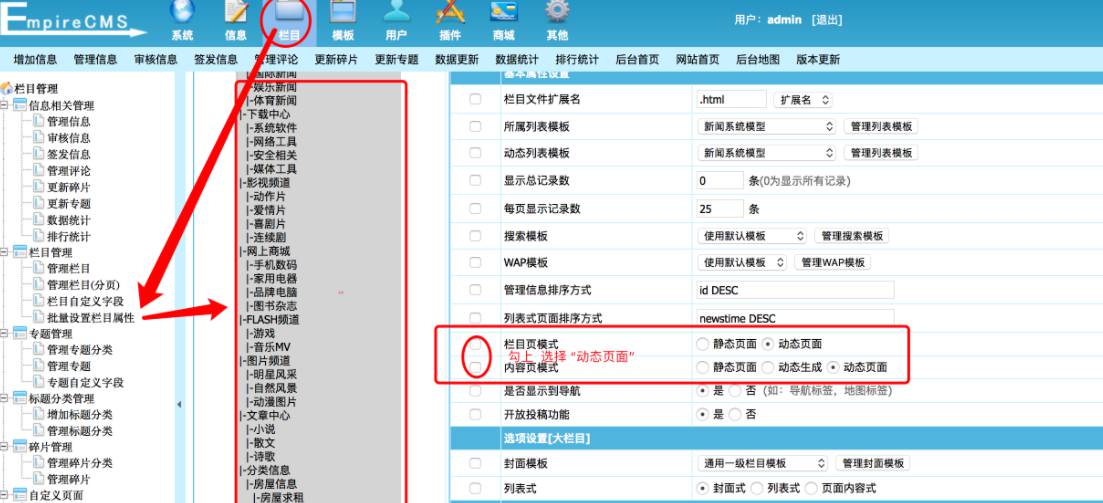 EmpireCMS
系统 信息 栏目 模板 用户 插件 商城 其他
用户：admin [退出]
增加信息 管理信息 审核信息 签发信息 管理评论 更新碎片 更新专题 数据更新 数据统计 排行统计 后台首页 网站首页 后台地图 版本更新
栏目管理
信息相关管理
管理信息
审核信息
签发信息
管理评论
更新碎片
更新专题
数据统计
排行统计
栏目管理
管理栏目
管理栏目(分页)
栏目自定义字段
批量设置栏目属性
专题管理
管理专题分类
管理专题
专题自定义字段
标题分类管理
增加标题分类
管理标题分类
碎片管理
管理碎片分类
管理碎片
自定义页面
|-国际新闻
|-娱乐新闻
|-体育新闻
|-下载中心
|-系统软件
|-网络工具
|-安全相关
|-媒体工具
|-影视频道
|-动作片
|-爱情片
|-喜剧片
|-连续剧
|-网上商城
|-手机数码
|-家用电器
|-品牌电脑
|-图书杂志
|-FLASH频道
|-游戏
|-音乐MV
|-图片频道
|-明星风采
|-自然风景
|-动漫图片
|-文章中心
|-小说
|-散文
|-诗歌
|-分类信息
|-房屋信息
|-房屋求租
基本属性设置
栏目文件扩展名 .html 扩展名
所属列表模板 新闻系统模型 管理列表模板
动态列表模板 新闻系统模型 管理列表模板
显示总记录数 0 条(0为显示所有记录)
每页显示记录数 25 条
搜索模板 使用默认模板 管理搜索模板
WAP模板 使用默认模板 管理WAP模板
管理信息排序方式 id DESC
列表式页面排序方式 newstime DESC
栏目页模式 静态页面 动态页面
勾上 选择 “动态页面”
内容页模式 静态页面 动态生成 动态页面
是否显示到导航 是 否 (如：导航标签，地图标签)
开放投稿功能 是 否
选项设置[大栏目]
封面模板 通用一级栏目模板 管理封面模板
列表式 封面式 列表式 页面内容式